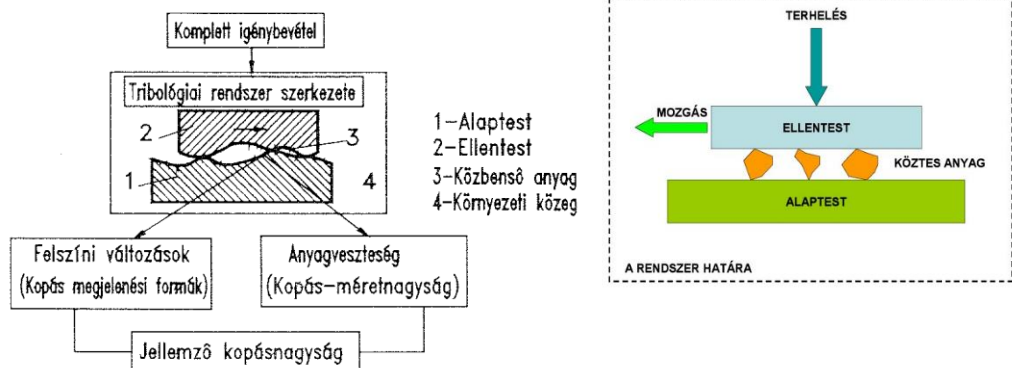 Komplett igénybevétel
Tribológiai rendszer szerkezete
2
3
1
4
1-Alaptest
2-Ellentest
3-Közbenső anyag
4-Környezeti közeg
Felszíni változások
(Kopás megjelenési formák)
Anyagveszteség
(Kopás-méretnagyság)
Jellemző kopásnagyság
TERHELÉS
MOZGÁS
ELLENTEST
KÖZTES ANYAG
ALAPTEST
A RENDSZER HATÁRA